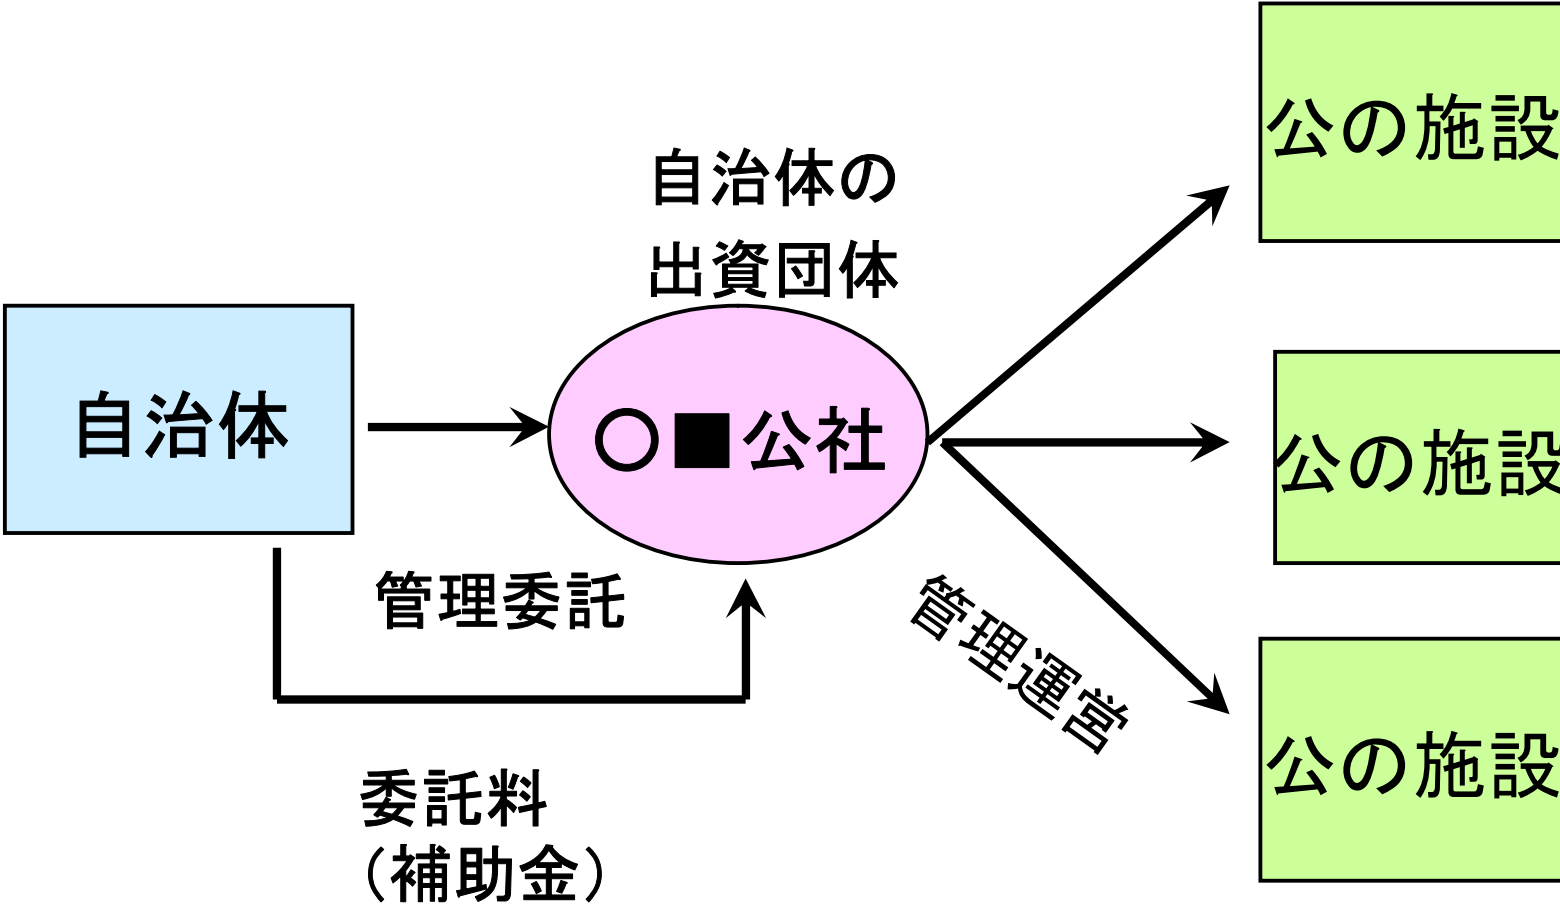 公の施設
自治体の
出資団体
自治体
〇■公社
公の施設
管理委託
管理運営
公の施設
委託料
（補助金）